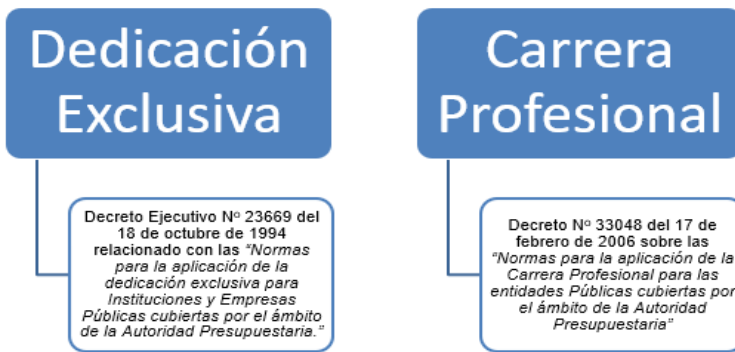 Dedicación
Exclusiva
Decreto Ejecutivo Nº 23669 del
18 de octubre de 1994
relacionado con las “Normas
para la aplicación de la
dedicación exclusiva para
Instituciones y Empresas
Públicas cubiertas por el ámbito
de la Autoridad Presupuestaria.”
Carrera
Profesional
Decreto Nº 33048 del 17 de
febrero de 2006 sobre las
“Normas para la aplicación de la
Carrera Profesional para las
entidades Públicas cubiertas por
el ámbito de la Autoridad
Presupuestaria”